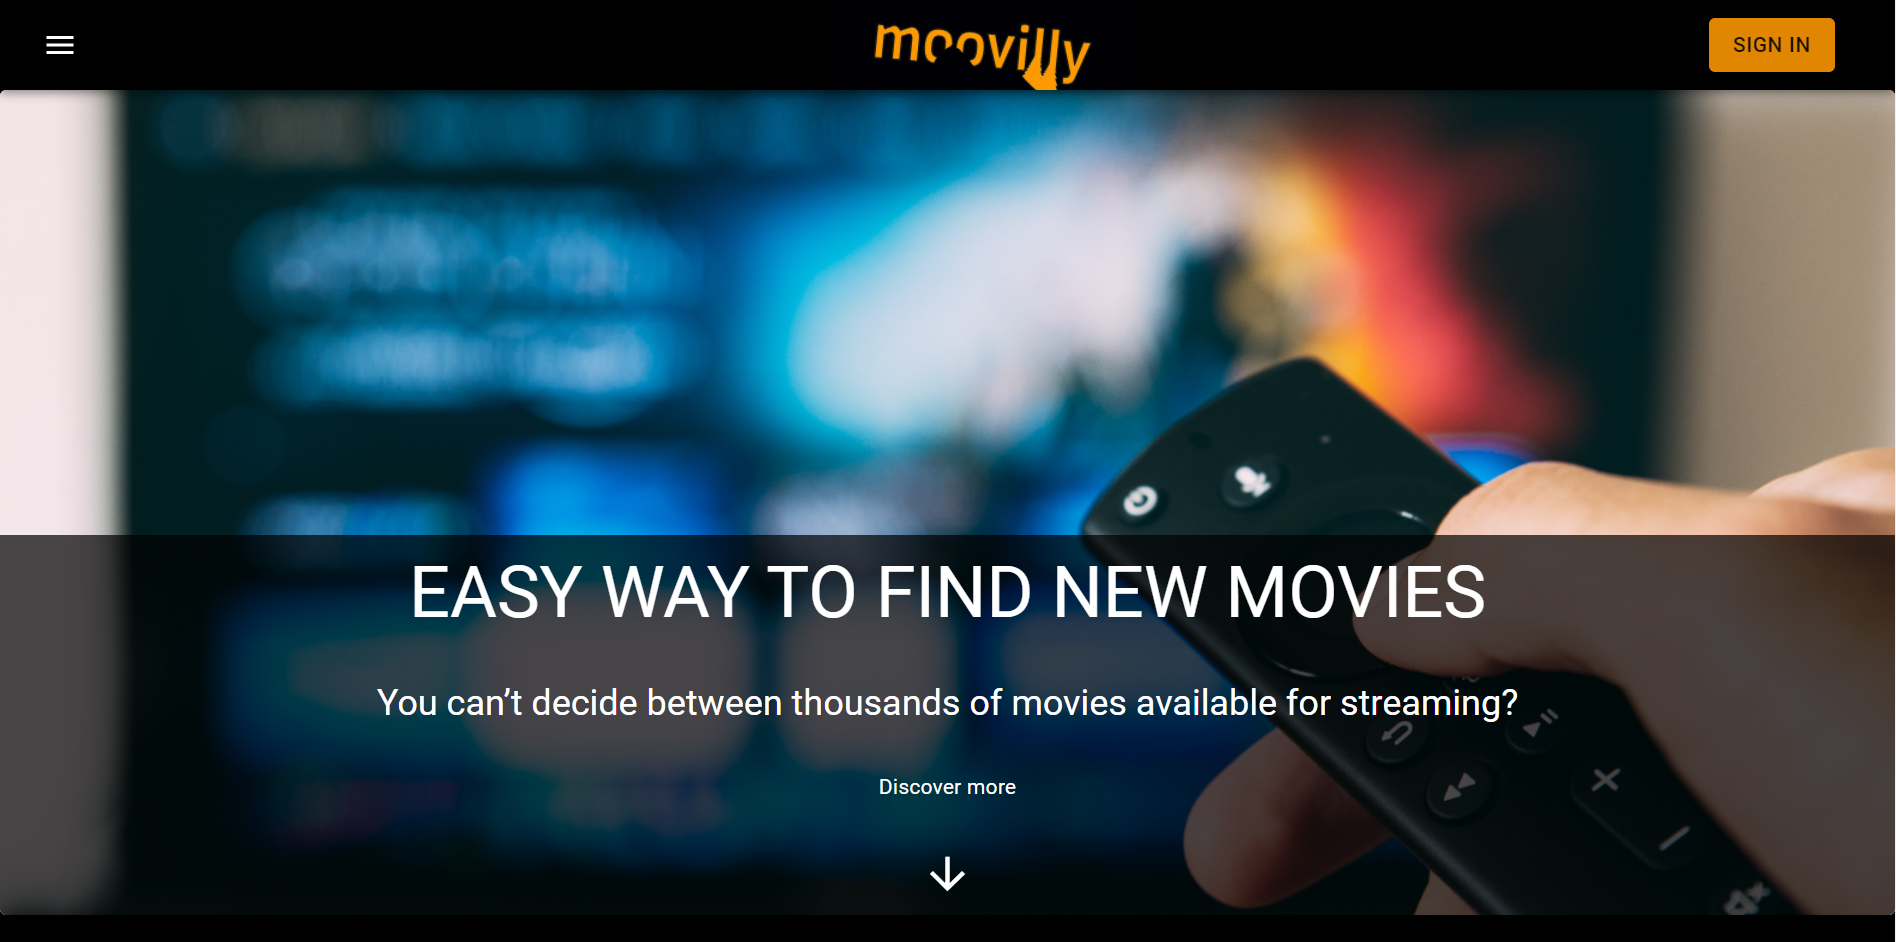 moovilly
SIGN IN
EASY WAY TO FIND NEW MOVIES
You can’t decide between thousands of movies available for streaming?
Discover more